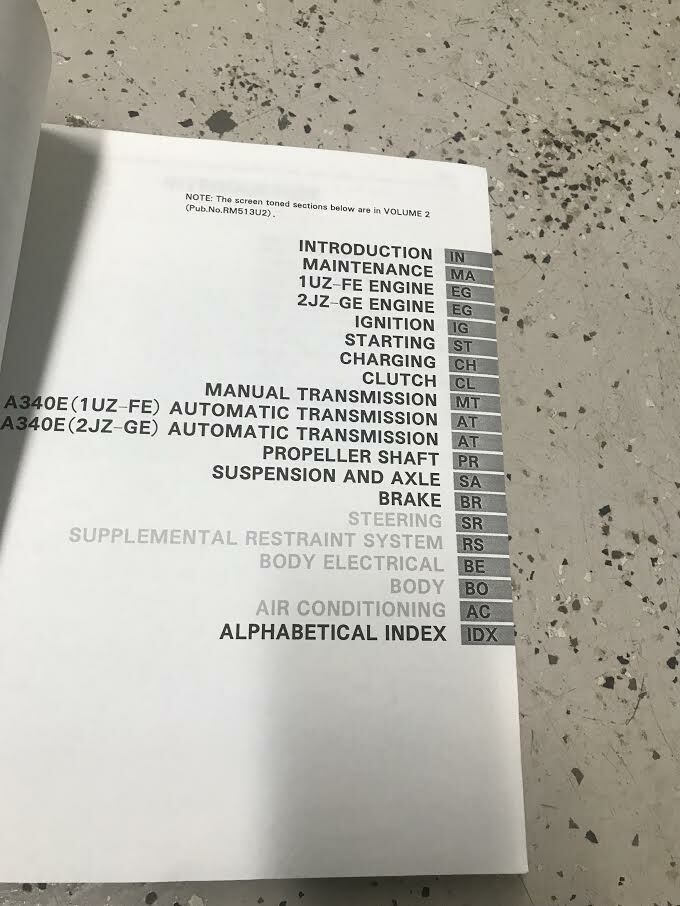 NOTE: The screen toned sections below are in VOLUME 2
(Pub.No.RM513U2).
INTRODUCTION IN
MAINTENANCE MA
1UZ-FE ENGINE EG
2JZ-GE ENGINE EG
IGNITION IG
STARTING ST
CHARGING CH
CLUTCH CL
MANUAL TRANSMISSION MT
A340E(1UZ-FE) AUTOMATIC TRANSMISSION AT
A340E(2JZ-GE) AUTOMATIC TRANSMISSION AT
PROPELLER SHAFT PR
SUSPENSION AND AXLE SA
BRAKE BR
STEERING SR
SUPPLEMENTAL RESTRAINT SYSTEM RS
BODY ELECTRICAL BE
BODY BO
AIR CONDITIONING AC
ALPHABETICAL INDEX IDX